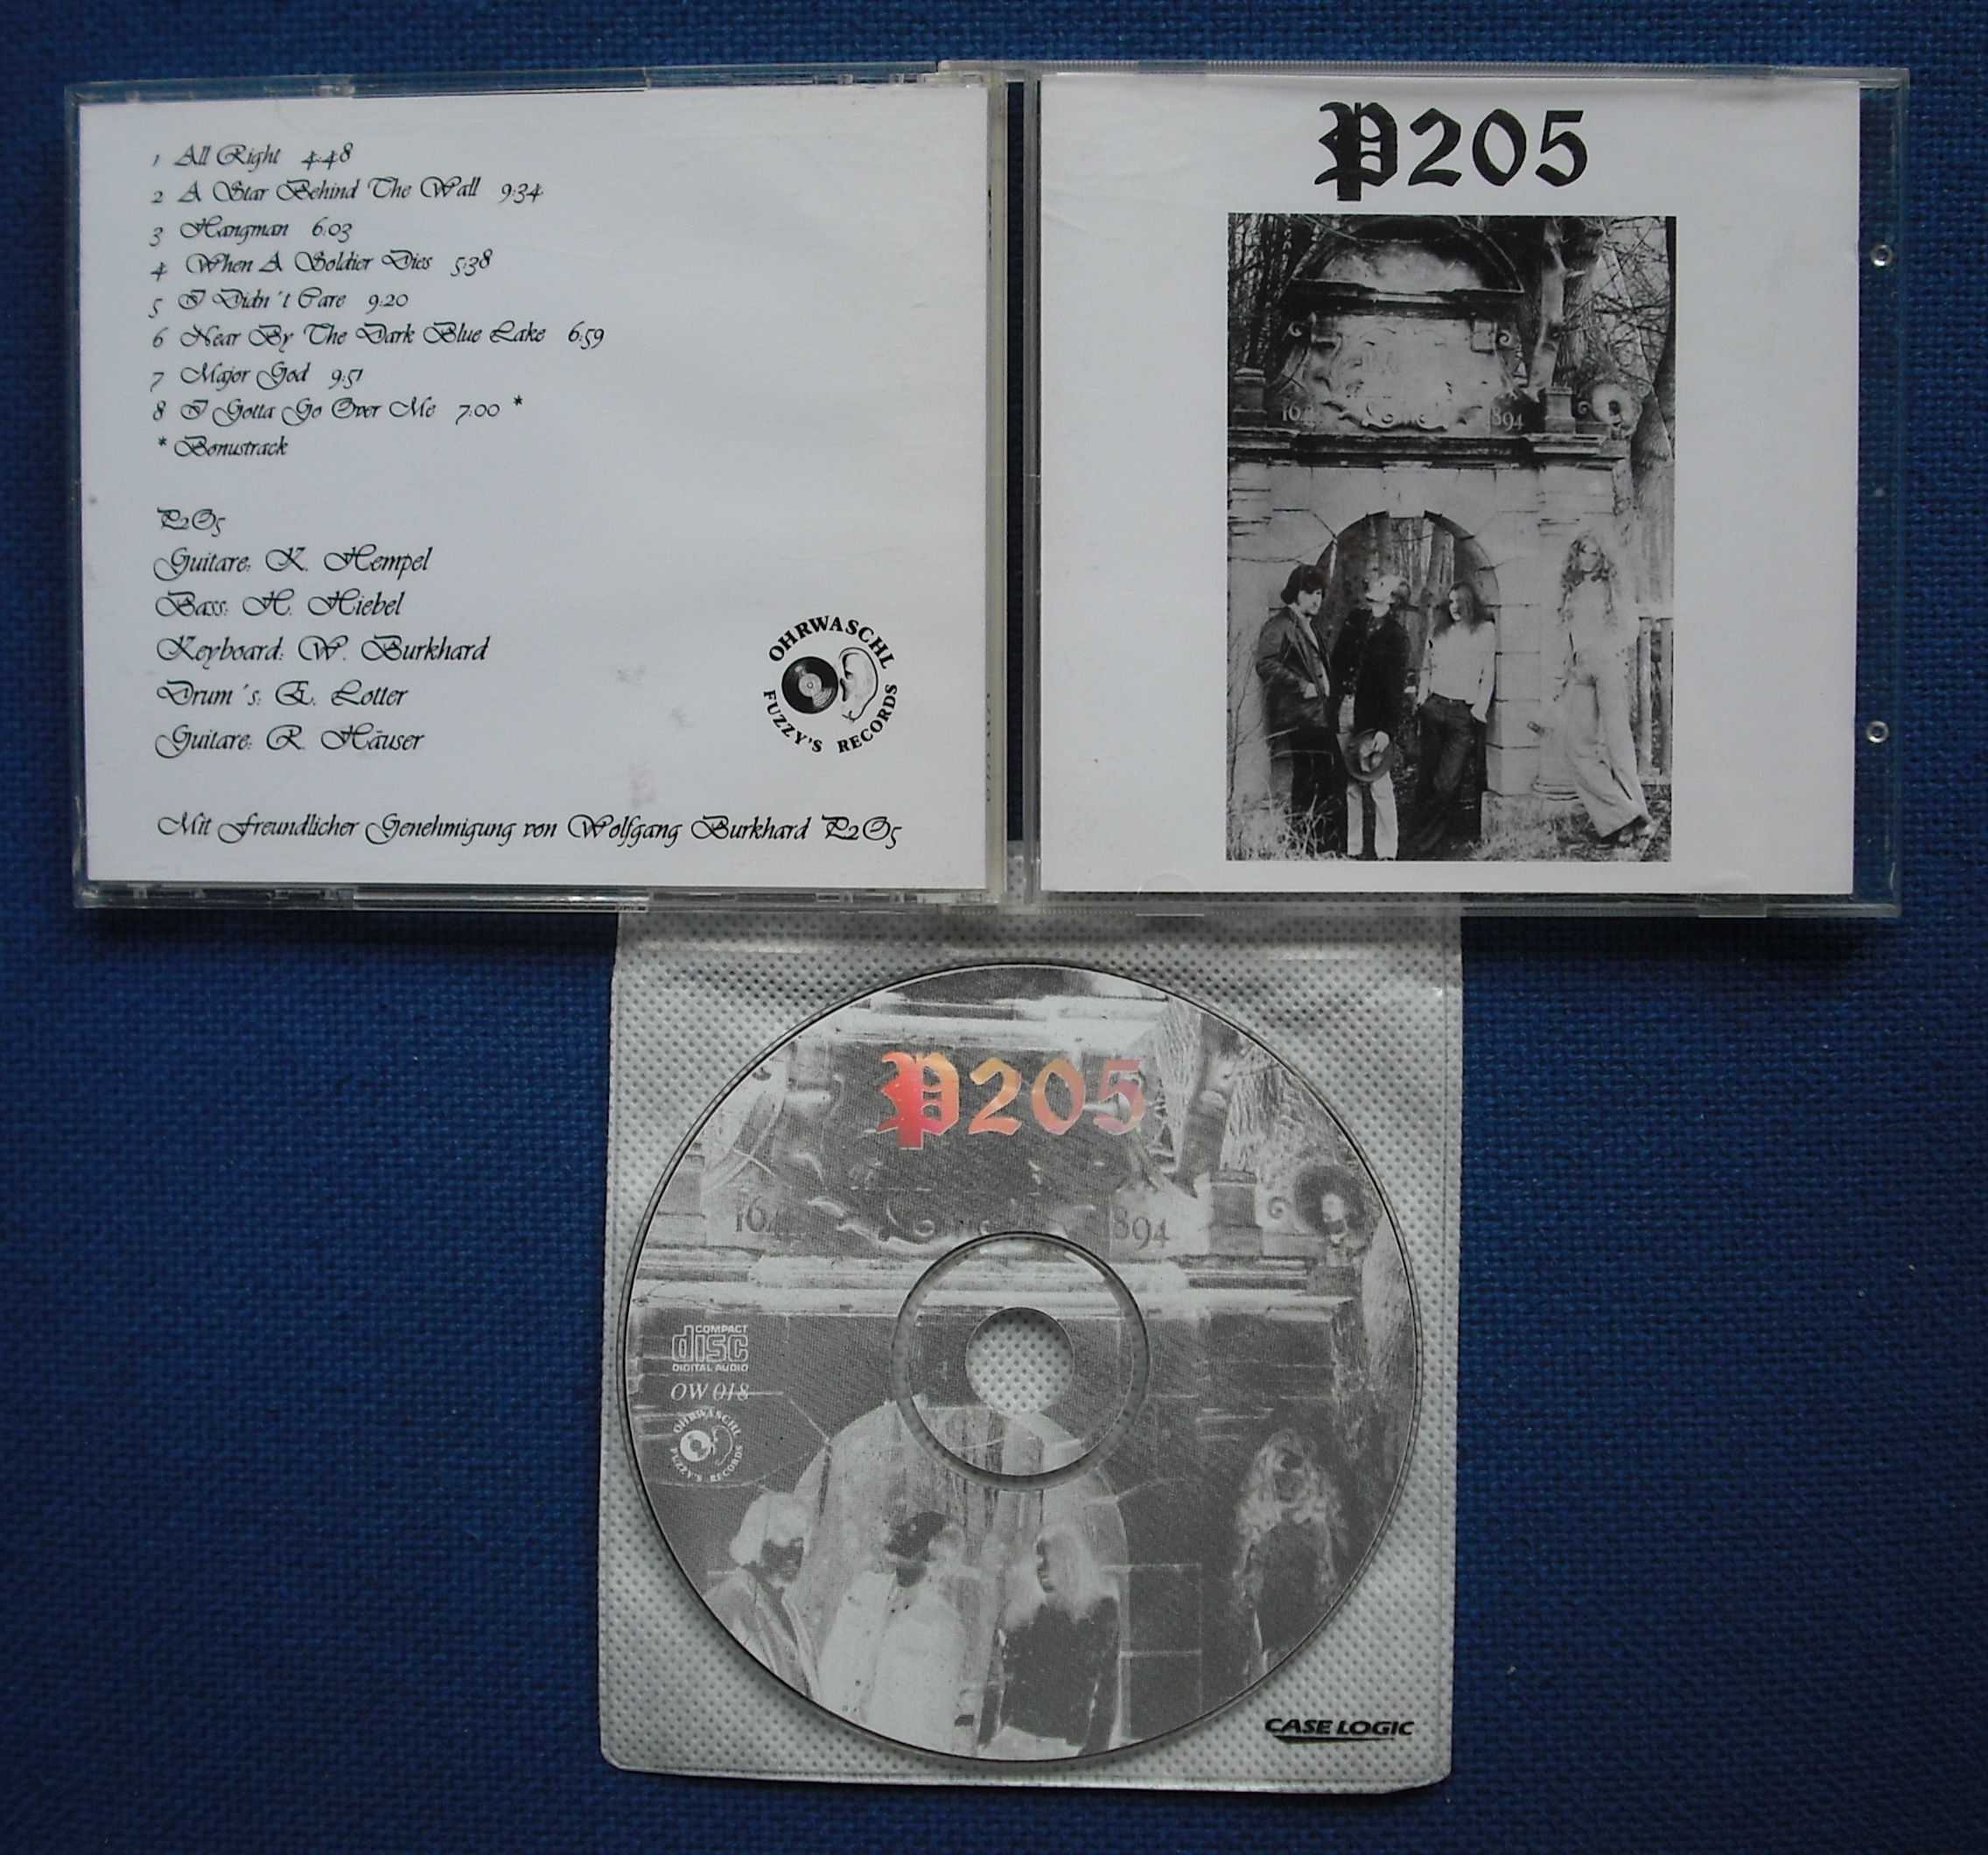 1 All Right 4:48
2 A Star Behind The Wall 9:34
3 Hangman 6:03
4 When A Soldier Dies 5:38
5 I Didn´t Care 9:20
6 Near By The Dark Blue Lake 6:59
7 Major God 9:51
8 I Gotta Go Over Me 7:00 *
* Bonustrack
P2O5
Guitare: K. Hempel
Bass: H. Hiebel
Keyboard: W. Burkhard
Drum´s: E. Lotter
Guitare: R. Häuser
OHRWASCHL
FUZZY'S RECORDS
Mit Freundlicher Genehmigung von Wolfgang Burkhard P2O5
P205
894
P205
894
COMPACT
disc
DIGITAL AUDIO
OW 018
OHRWASCHL
FUZZY'S RECORDS
CASE LOGIC